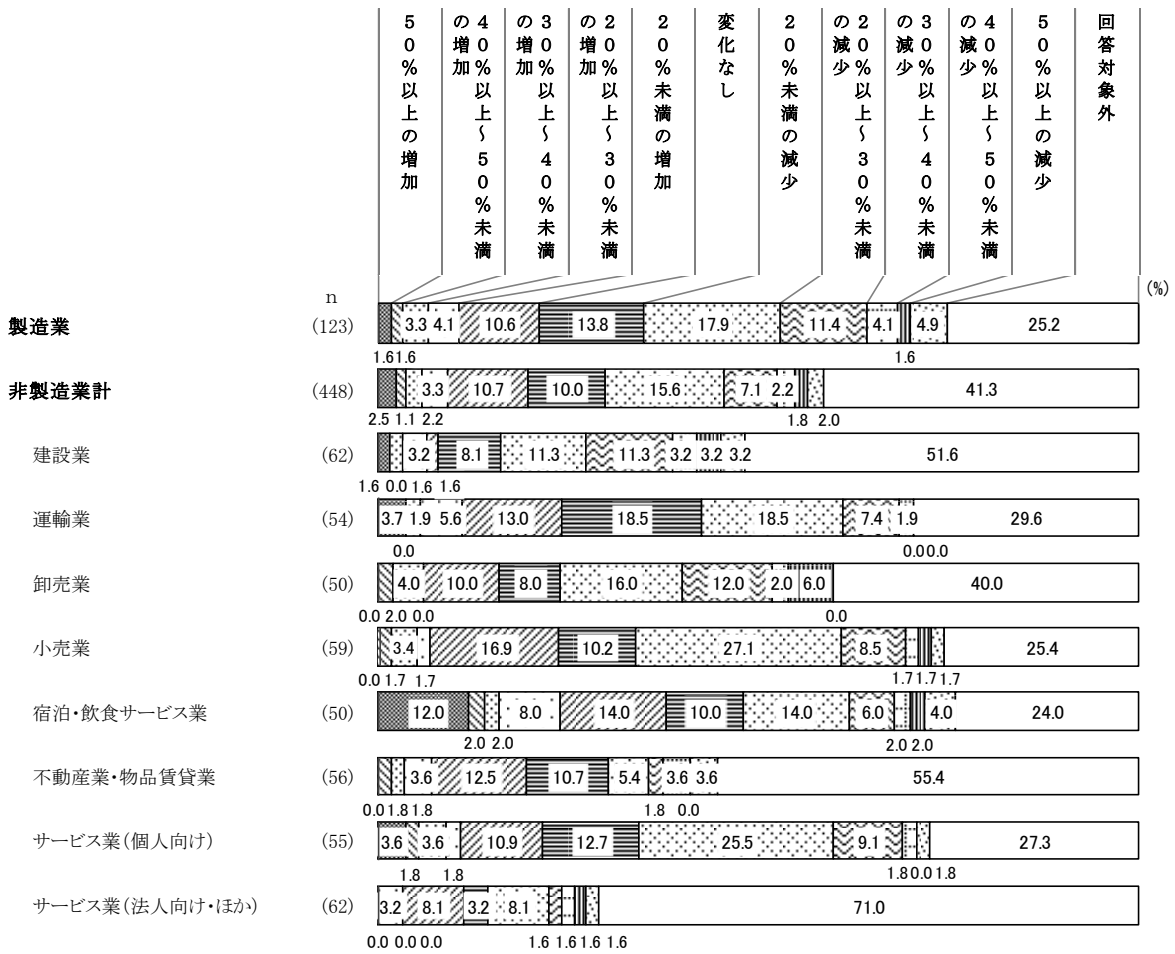 50%以上の増加
40%以上~50%未満の増加
30%以上~40%未満の増加
20%以上~30%未満の増加
20%未満の増加
変化なし
20%未満の減少
20%以上~30%未満の減少
30%以上~40%未満の減少
40%以上~50%未満の減少
50%以上の減少
回答対象外
n (%)
製造業 (123) 3.3 4.1 10.6 13.8 17.9 11.4 4.1 4.9 25.2
1.6 1.6 1.6
非製造業計 (448) 3.3 10.7 10.0 15.6 7.1 2.2 41.3
2.5 1.1 2.2 1.8 2.0
建設業 (62) 3.2 8.1 11.3 11.3 3.2 3.2 3.2 51.6
1.6 0.0 1.6 1.6
運輸業 (54) 3.7 1.9 5.6 13.0 18.5 18.5 7.4 1.9 29.6
0.0 0.0 0.0
卸売業 (50) 4.0 10.0 8.0 16.0 12.0 2.0 6.0 40.0
0.0 2.0 0.0 0.0
小売業 (59) 3.4 16.9 10.2 27.1 8.5 25.4
0.0 1.7 1.7 1.7 1.7 1.7
宿泊・飲食サービス業 (50) 12.0 8.0 14.0 10.0 14.0 6.0 4.0 24.0
2.0 2.0 2.0 2.0
不動産業・物品賃貸業 (56) 3.6 12.5 10.7 5.4 3.6 3.6 55.4
0.0 1.8 1.8 1.8 0.0
サービス業(個人向け) (55) 3.6 3.6 10.9 12.7 25.5 9.1 27.3
1.8 1.8 1.8 0.0 1.8
サービス業(法人向け・ほか) (62) 3.2 8.1 3.2 8.1 71.0
0.0 0.0 0.0 1.6 1.6 1.6 1.6